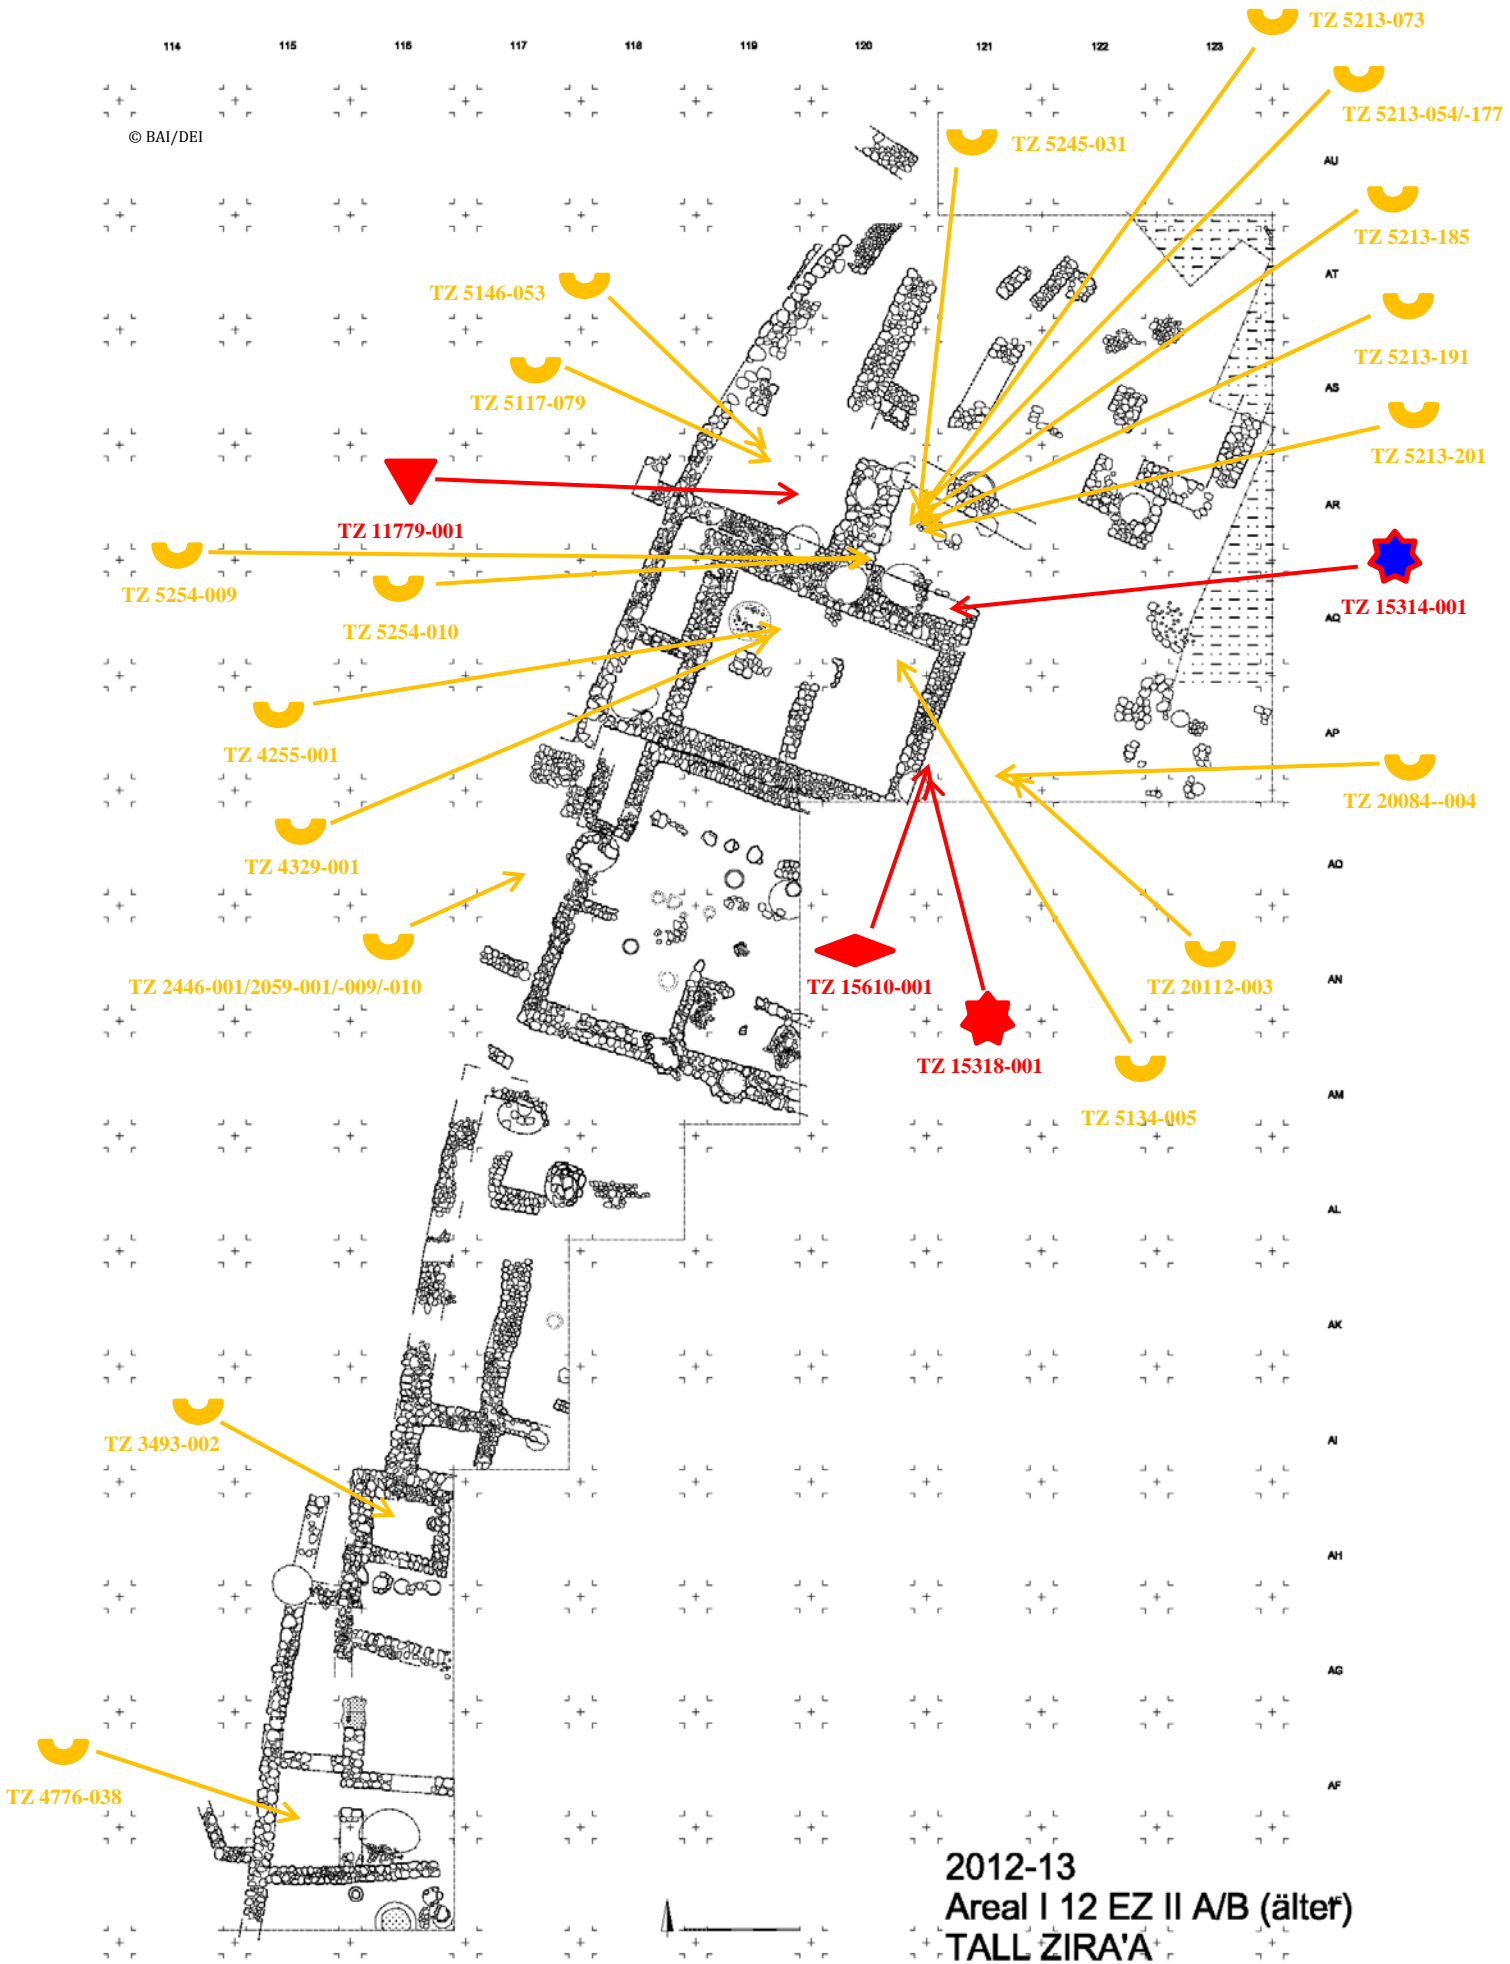 TZ 5213-073
114 115 116 117 118 119 120 121 122 123
TZ 5213-054/-177
© BAI/DEI
TZ 5245-031
AU
TZ 5213-185
AT
TZ 5146-053
TZ 5213-191
AS
TZ 5117-079
TZ 5213-201
AR
TZ 11779-001
TZ 5254-009
TZ 15314-001
AQ
TZ 5254-010
AP
TZ 4255-001
TZ 20084--004
TZ 4329-001
AO
TZ 2446-001/2059-001/-009/-010
TZ 15610-001
TZ 20112-003
AN
TZ 15318-001
AM
TZ 5134-005
AL
AK
TZ 3493-002
AI
AH
AG
AF
TZ 4776-038
2012-13
Areal I 12 EZ II A/B (älter)
AE
TALL ZIRA'A